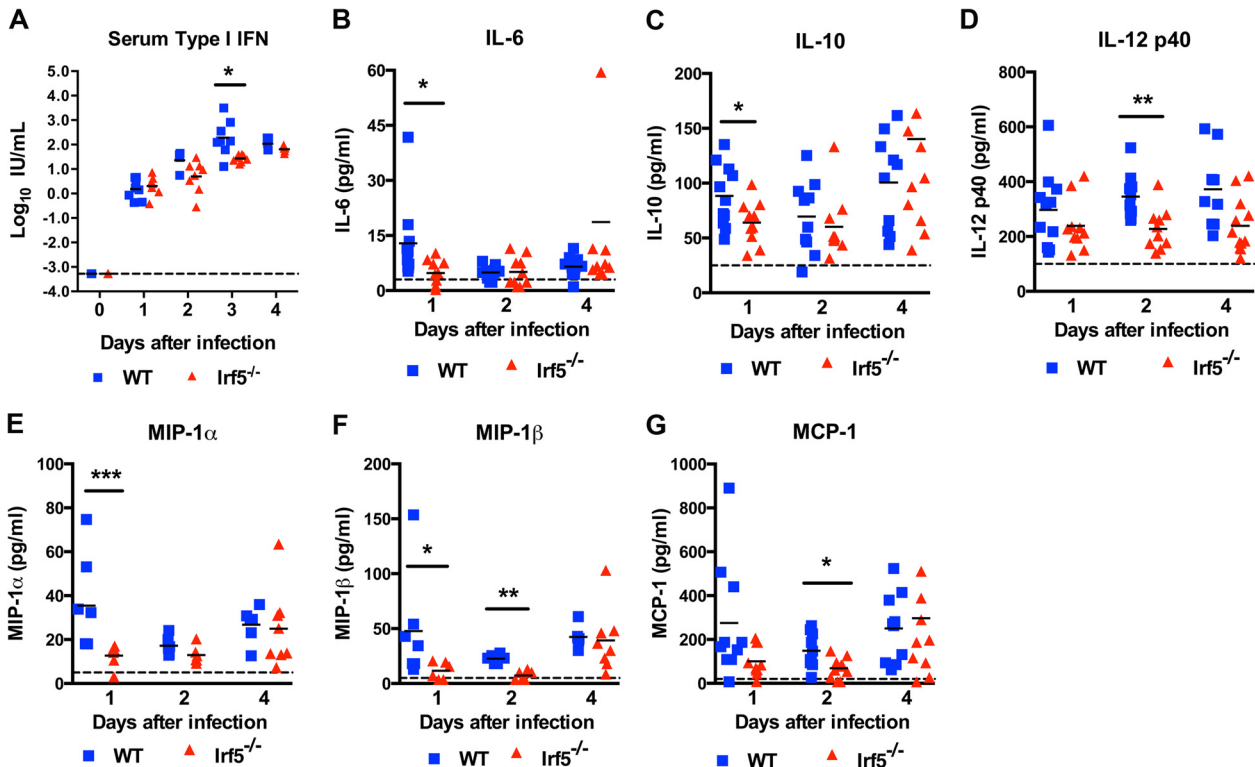 A
Serum Type I IFN
*
Log10 IU/mL
5.0
4.0
3.0
2.0
1.0
0.0
-1.0
-2.0
-3.0
-4.0
0 1 2 3 4
Days after infection
WT Irf5-/-
B
IL-6
*
IL-6 (pg/ml)
60
45
30
15
0
1 2 4
Days after infection
WT Irf5-/-
C
IL-10
*
IL-10 (pg/ml)
200
150
100
50
0
1 2 4
Days after infection
WT Irf5-/-
D
IL-12 p40
**
IL-12 p40 (pg/ml)
800
600
400
200
0
1 2 4
Days after infection
WT Irf5-/-
E
MIP-1α
***
MIP-1α (pg/ml)
100
80
60
40
20
0
1 2 4
Days after infection
WT Irf5-/-
F
MIP-1β
*
**
MIP-1β (pg/ml)
200
150
100
50
0
1 2 4
Days after infection
WT Irf5-/-
G
MCP-1
*
MCP-1 (pg/ml)
1000
800
600
400
200
0
1 2 4
Days after infection
WT Irf5-/-